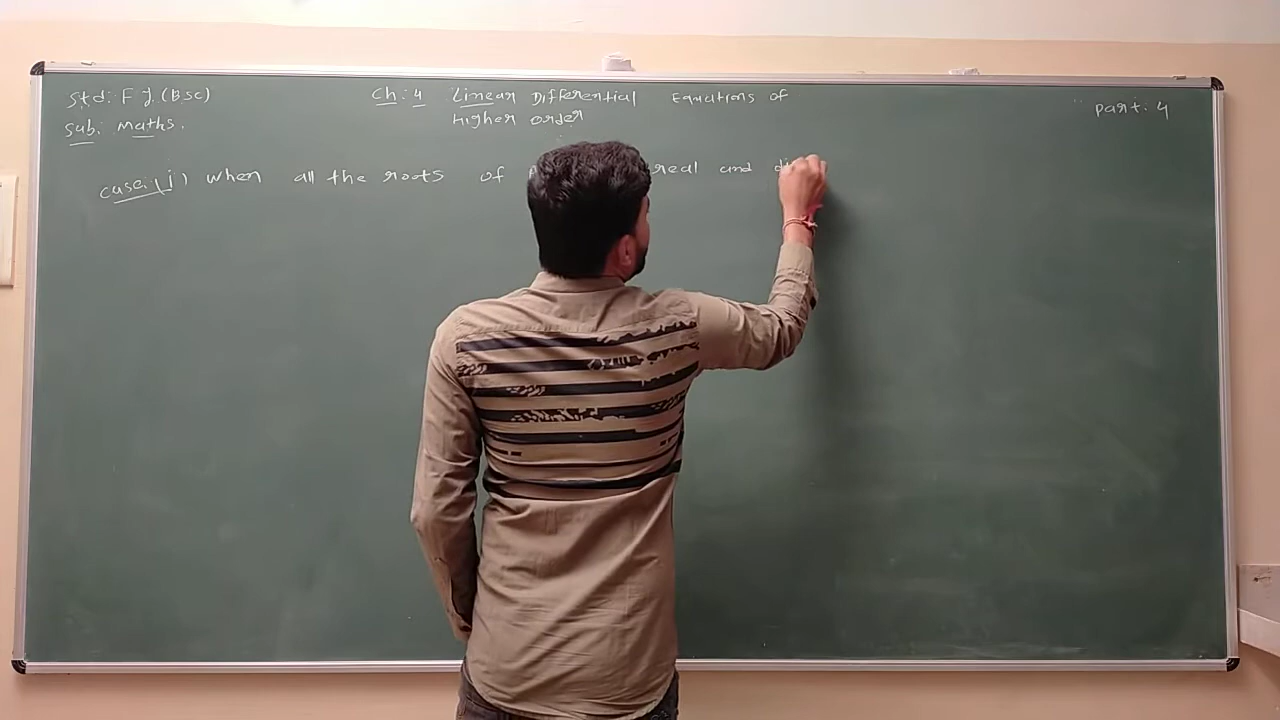 Std: F.Y.(BSC)
Ch: 4 Linear Differential Equations of
Higher order
Part: 4
Sub: Maths.
case:(i) when all the roots of real and